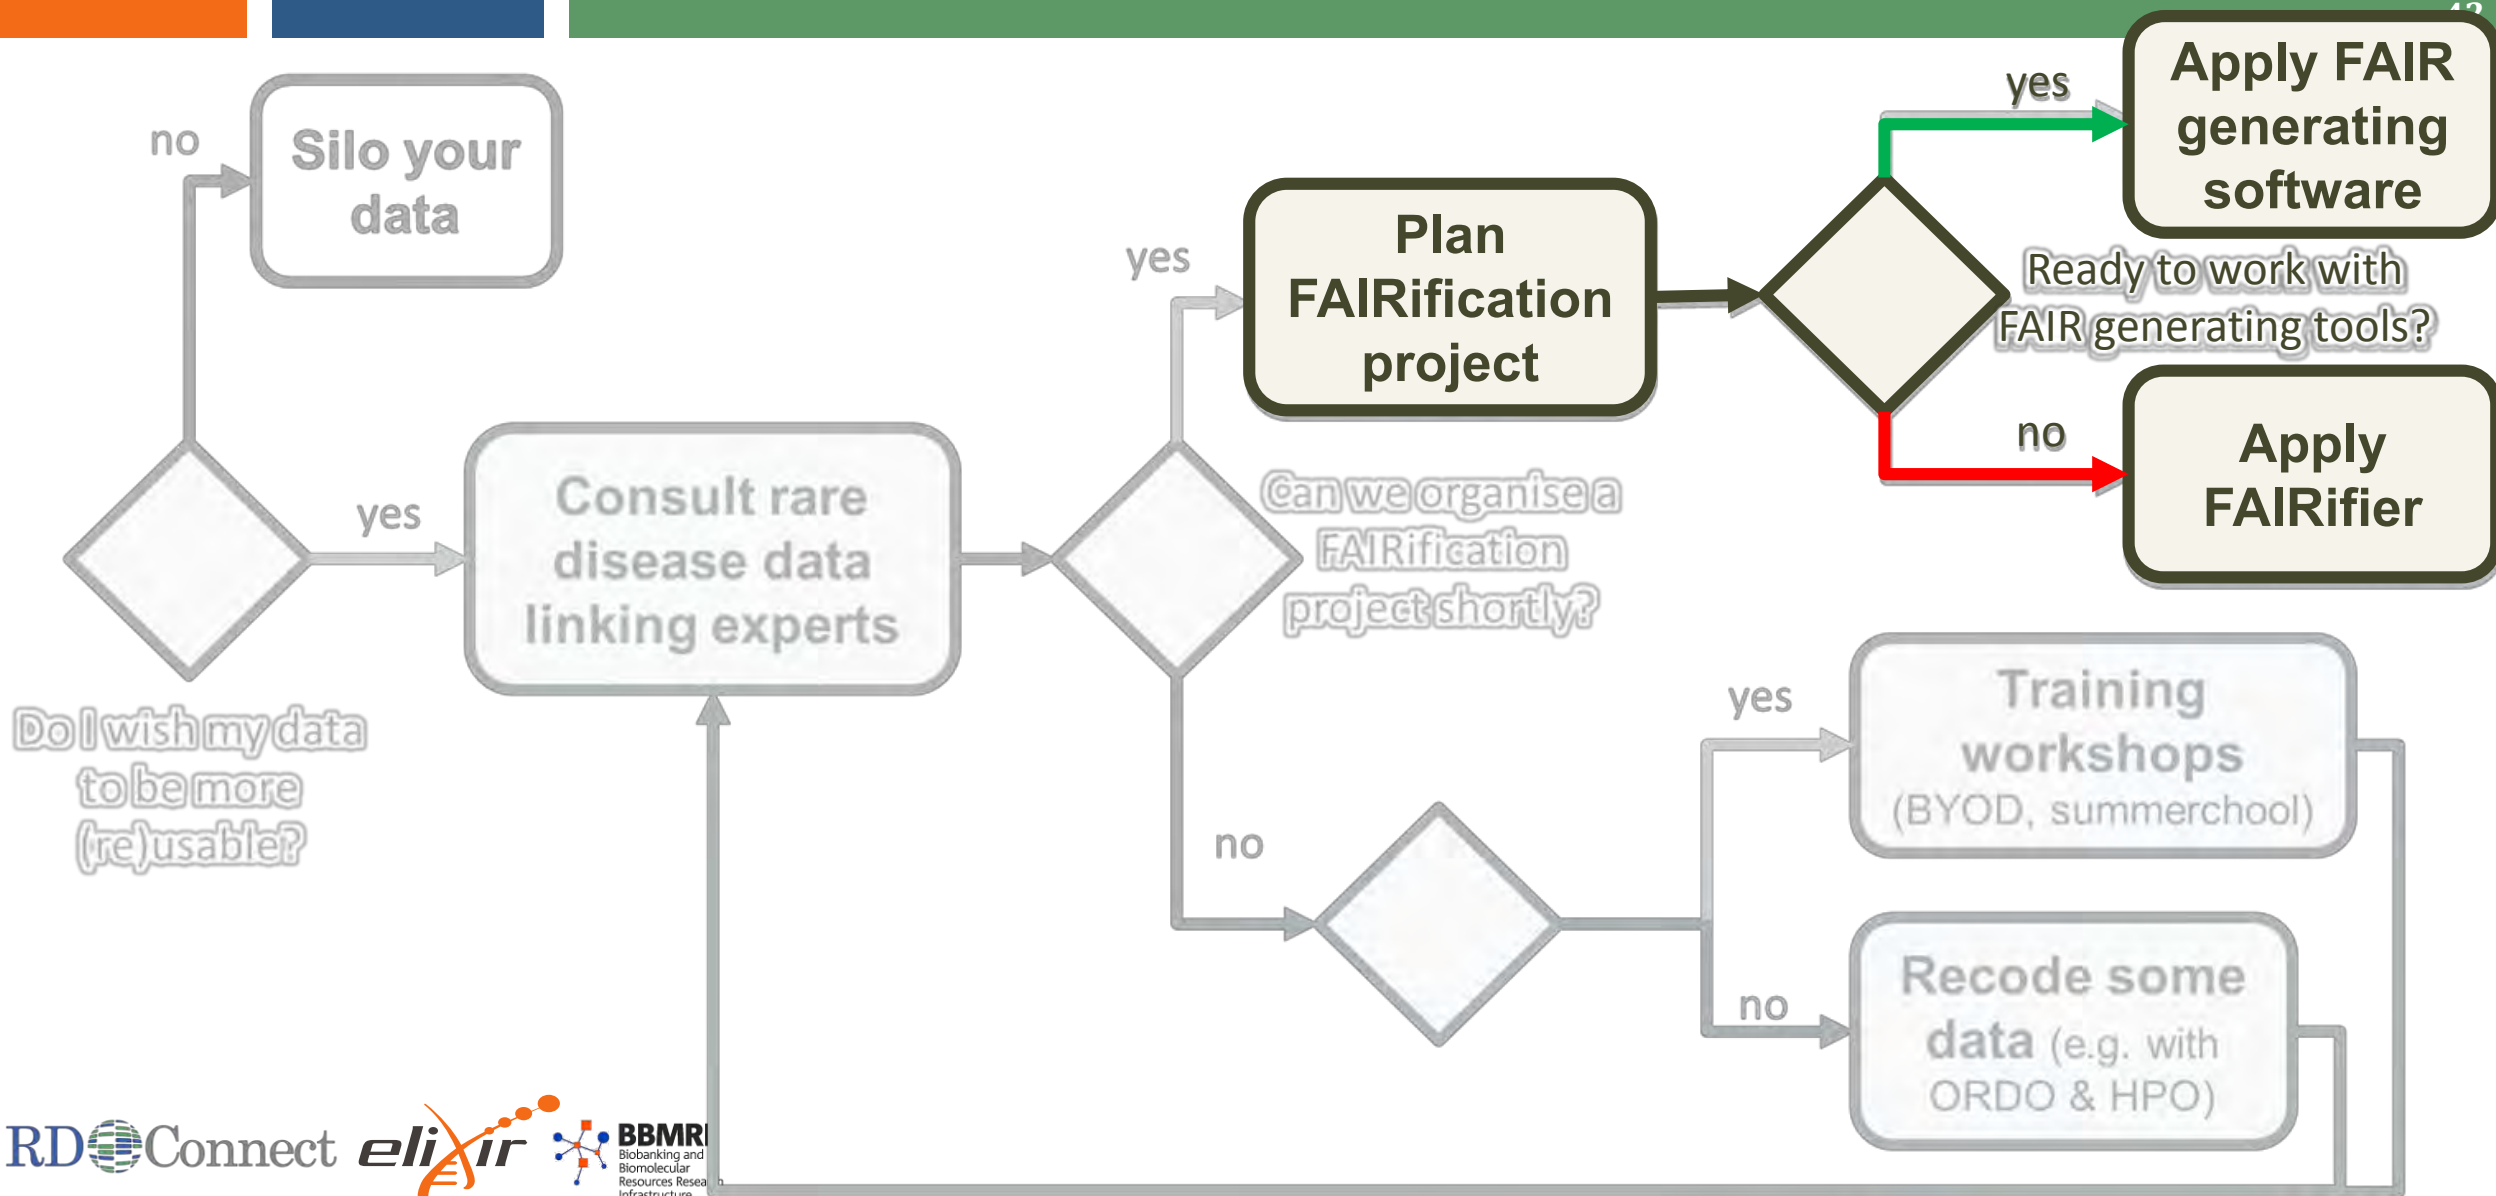 no
Silo your
data
yes
Apply FAIR
generating
software
yes
Plan
FAIRification
project
Ready to work with
FAIR generating tools?
no
Apply
FAIRifier
yes
Consult rare
disease data
linking experts
Can we organise a
FAIRification
project shortly?
Do I wish my data
to be more
(re)usable?
yes
Training
workshops
(BYOD, summerchool)
no
no
Recode some
data (e.g. with
ORDO & HPO)
RD Connect
elixir
BBMRI
Biobanking and
Biomolecular
Resources Resea
Infrastructure